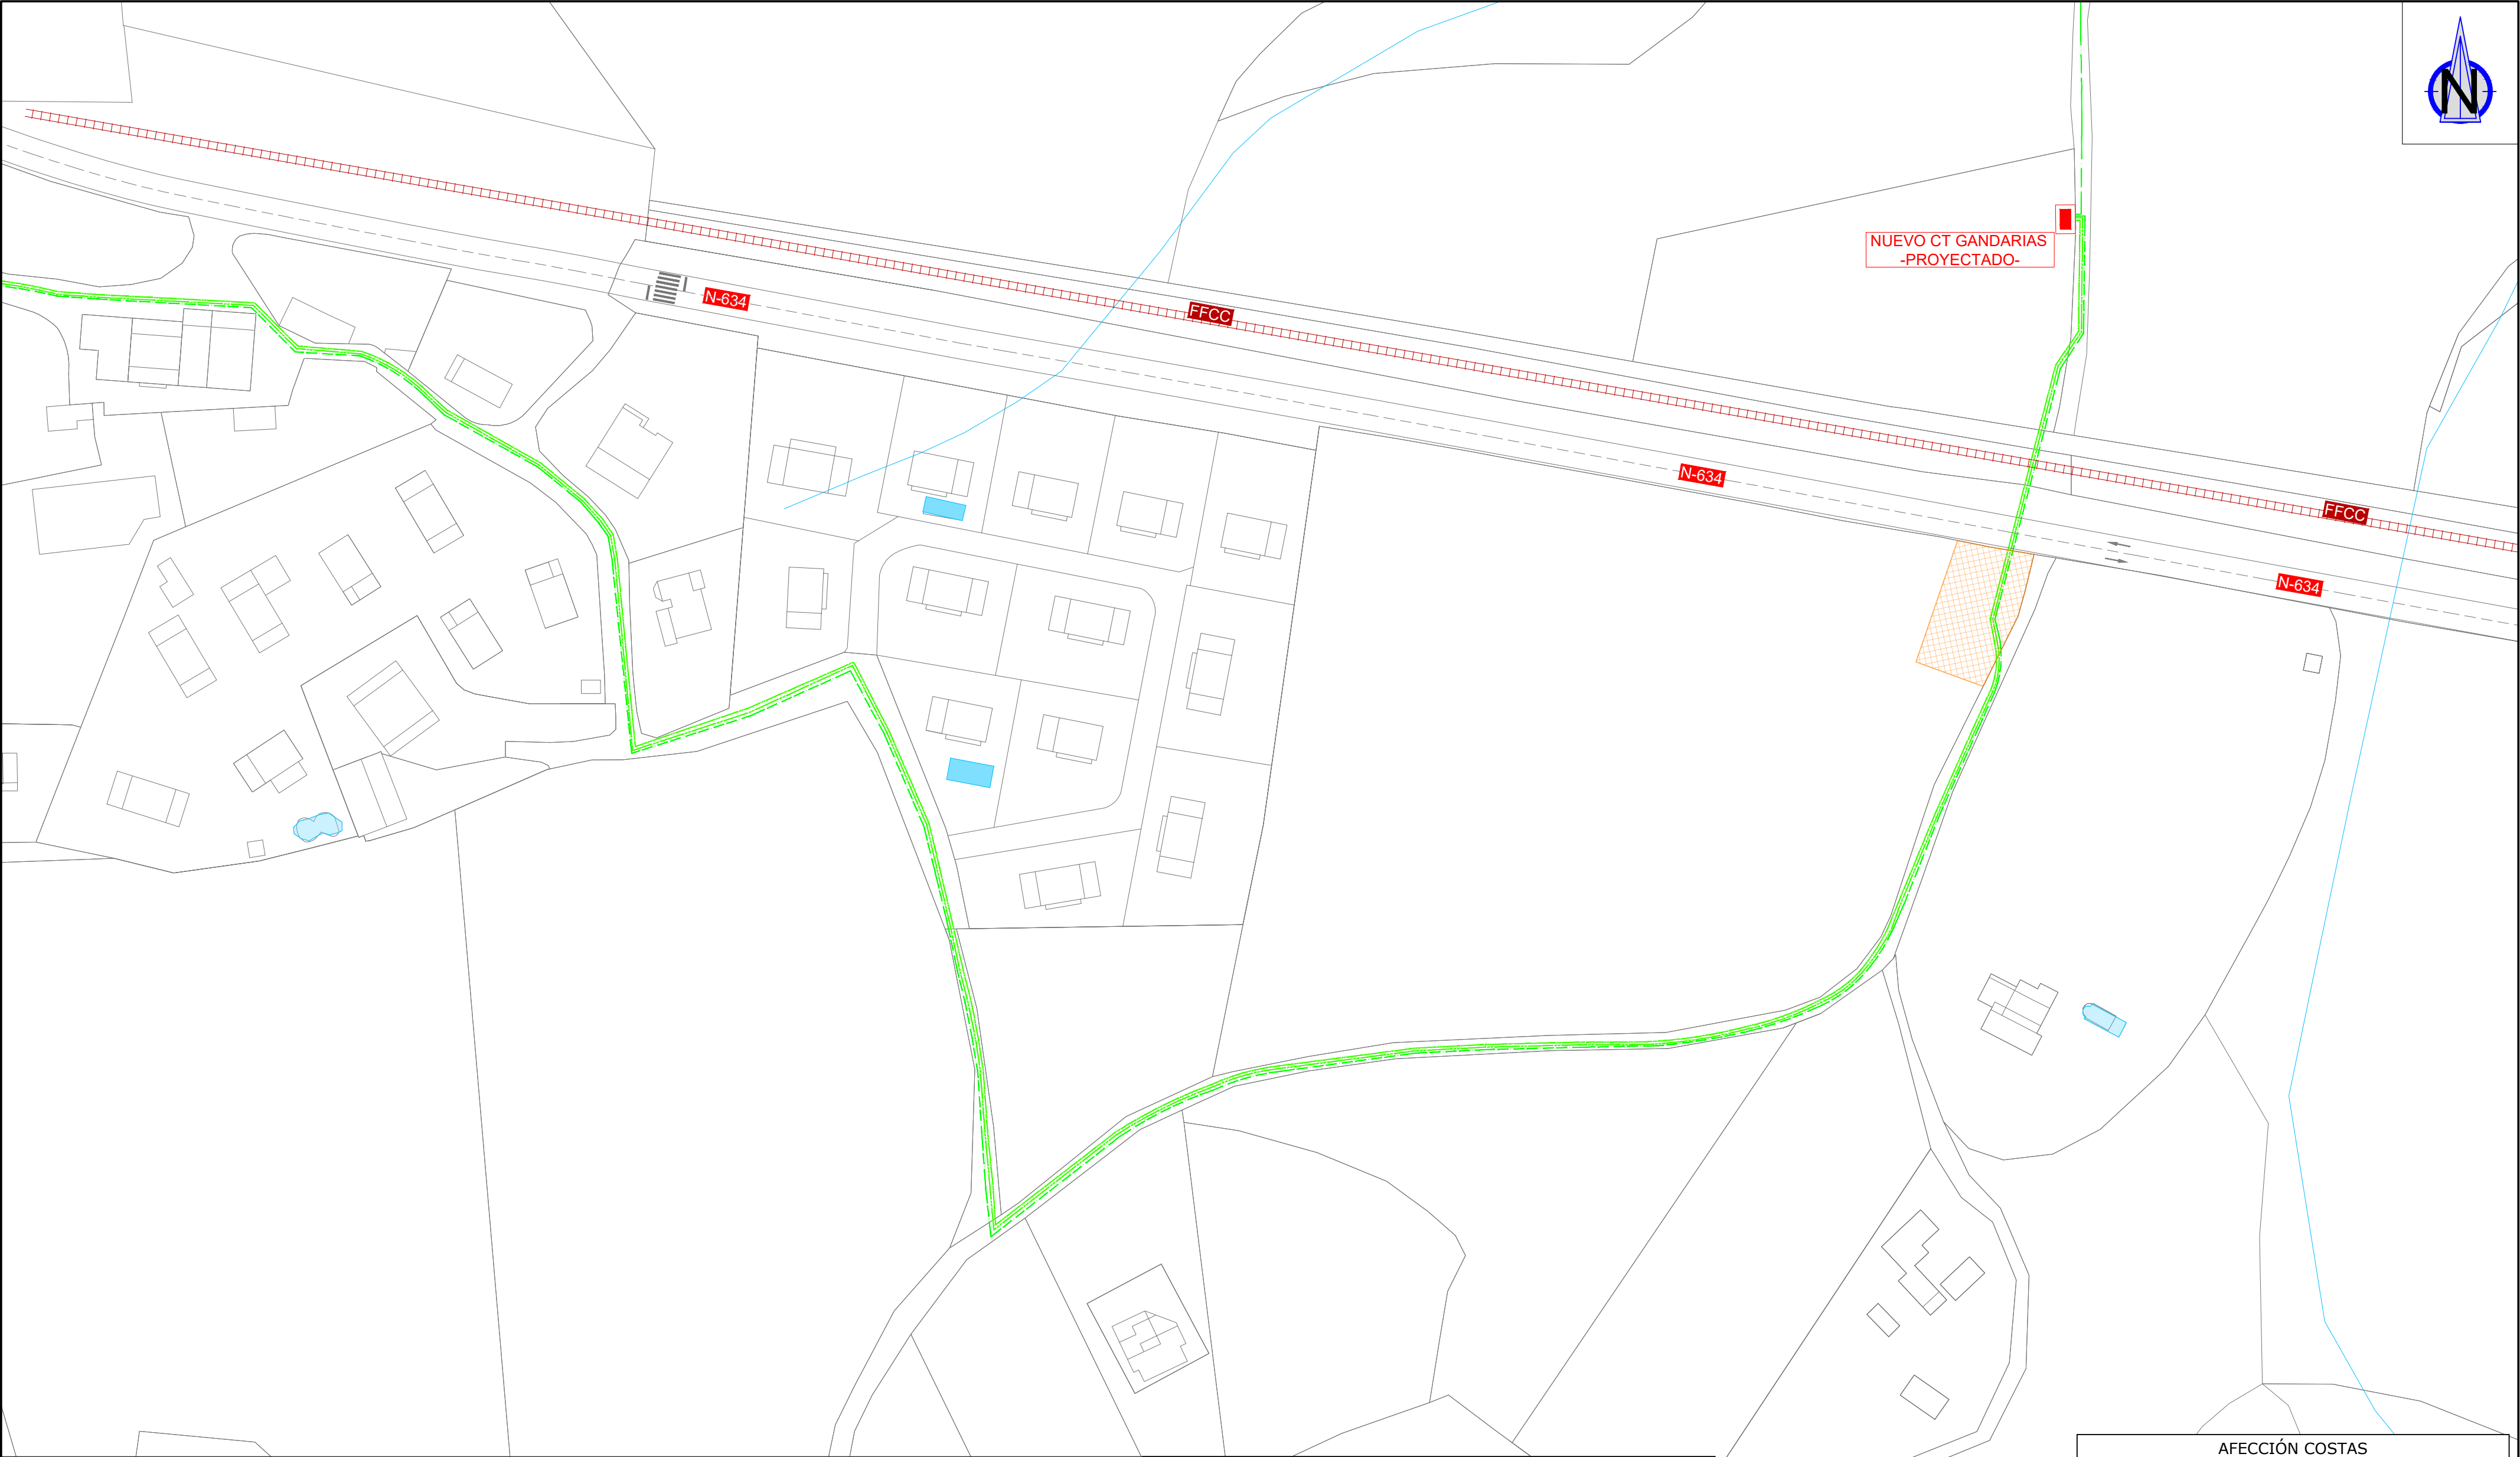 N
NUEVO CT GANDARIAS
-PROYECTADO-
N-634
FFCC
N-634
FFCC
N-634
AFECCIÓN COSTAS